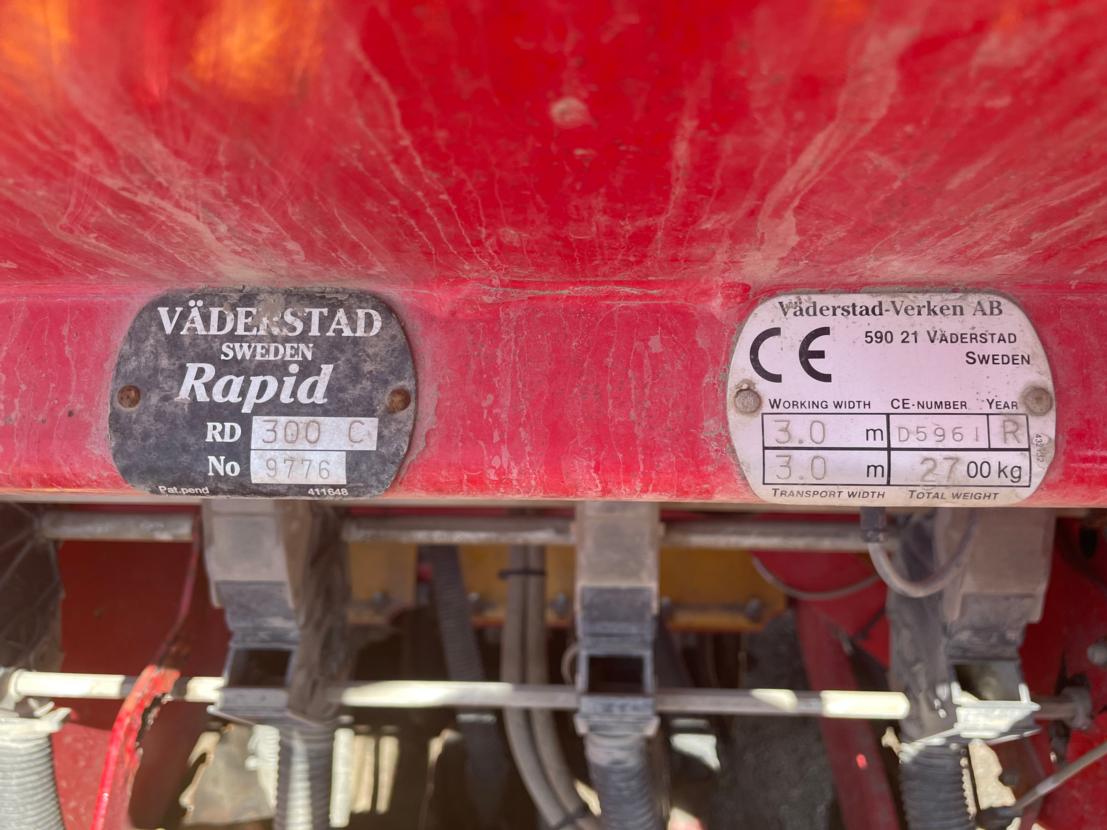 VÄDERSTAD
SWEDEN
Rapid
RD 300 C
No 9776
Pat.pend 411648
Väderstad-Verken AB
CE 590 21 VÄDERSTAD
SWEDEN
WORKING WIDTH CE-NUMBER YEAR
3.0 m D5961 R
3.0 m 2700 kg
TRANSPORT WIDTH TOTAL WEIGHT